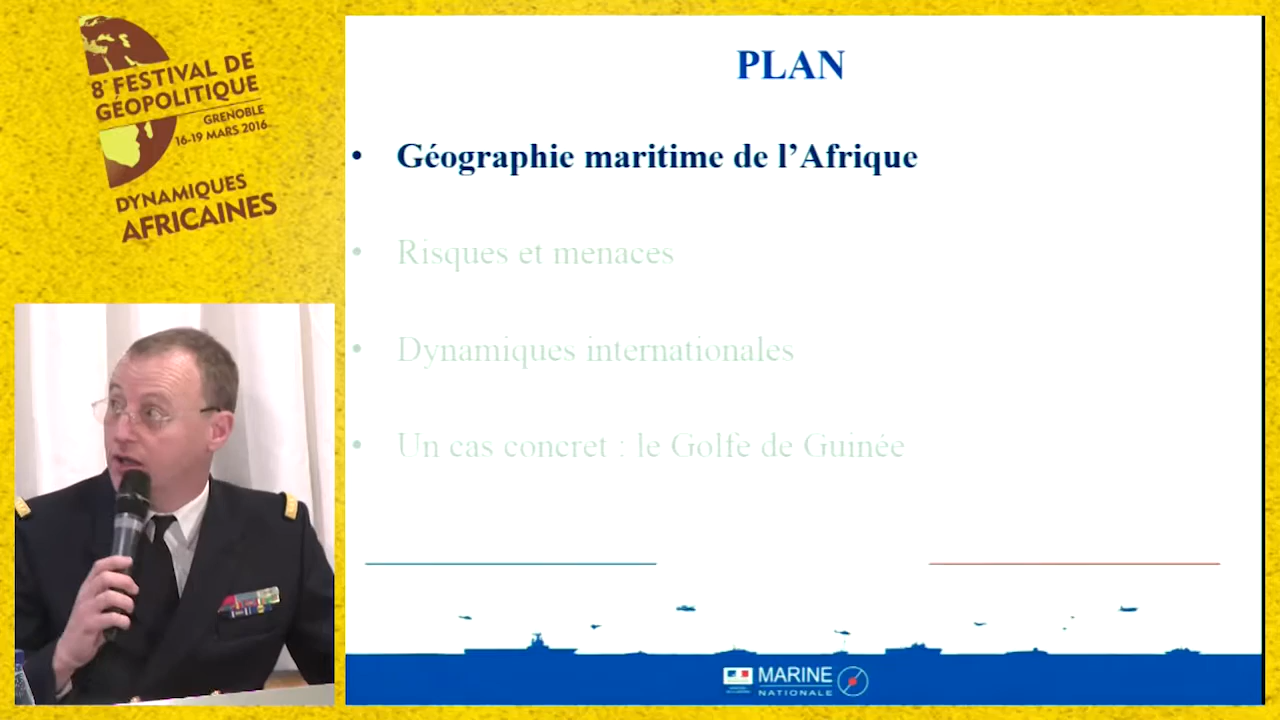 8e FESTIVAL DE
GÉOPOLITIQUE
GRENOBLE
16-19 MARS 2016
DYNAMIQUES
AFRICAINES
PLAN
• Géographie maritime de l’Afrique
• Risques et menaces
• Dynamiques internationales
• Un cas concret : le Golfe de Guinée
MARINE
NATIONALE